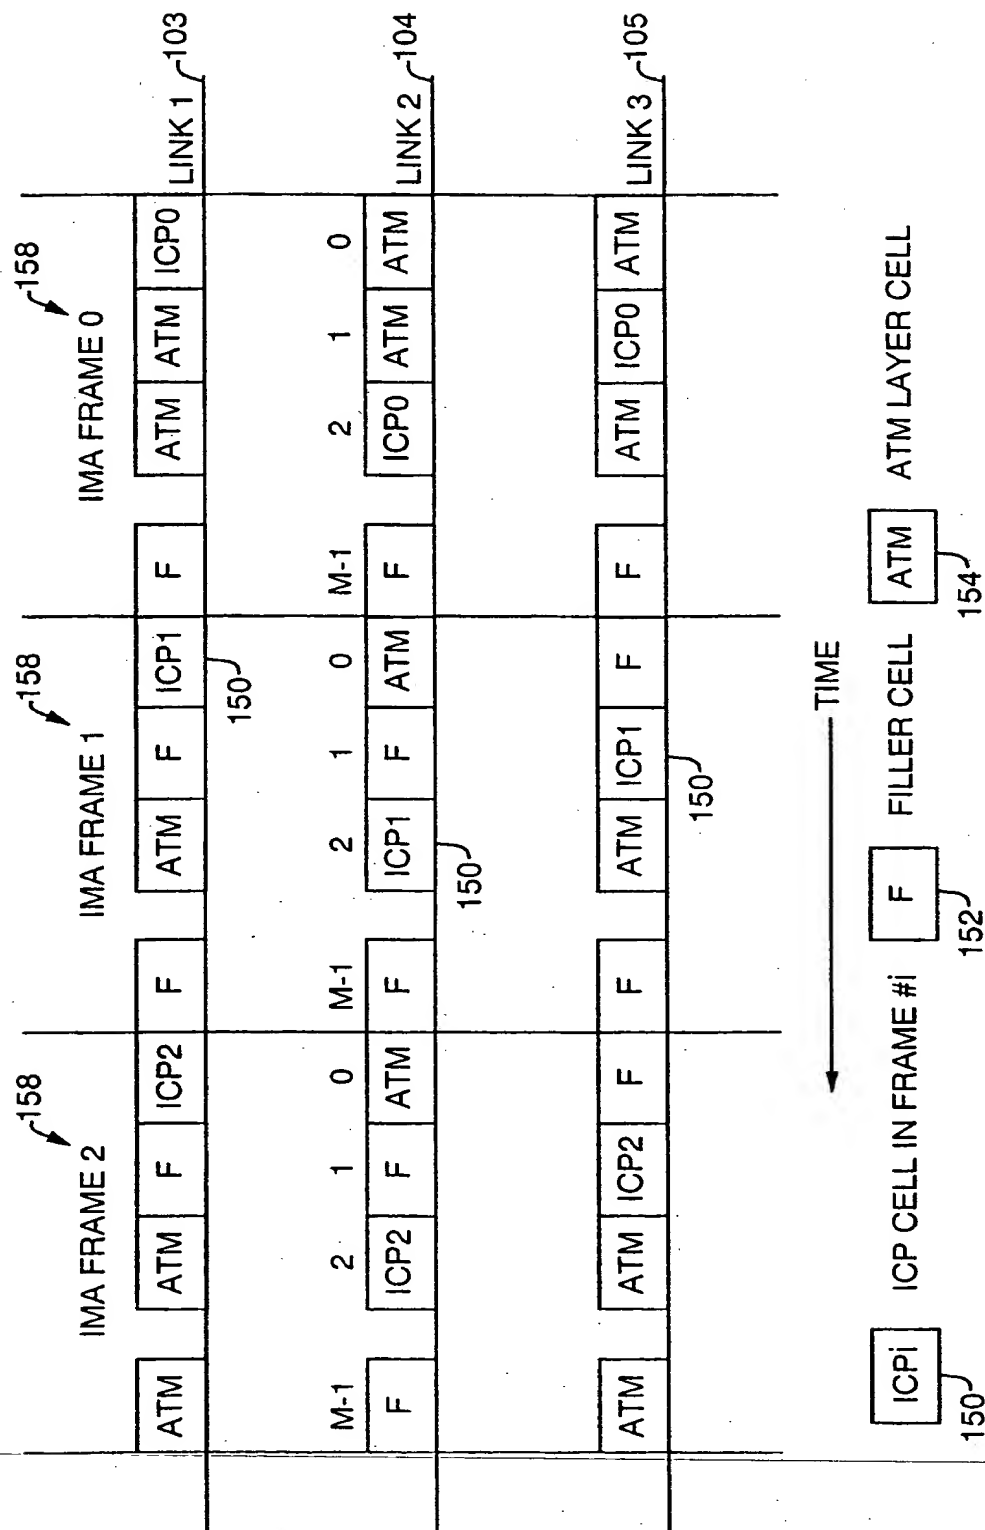 158 158 158
IMA FRAME 2 IMA FRAME 1 IMA FRAME 0
ATM ATM F ICP2 F ATM F ICP1 F ATM ATM ICP0 LINK 1 103
150
M-1 2 1 0 M-1 2 1 0 M-1 2 1 0
F ICP2 F ATM F ICP1 F ATM F ICP0 ATM ATM LINK 2 104
150
ATM ATM ICP2 F F ATM ICP1 F F ATM ICP0 ATM LINK 3 105
150
TIME
ICPi ICP CELL IN FRAME #i F FILLER CELL ATM ATM LAYER CELL
150 152 154